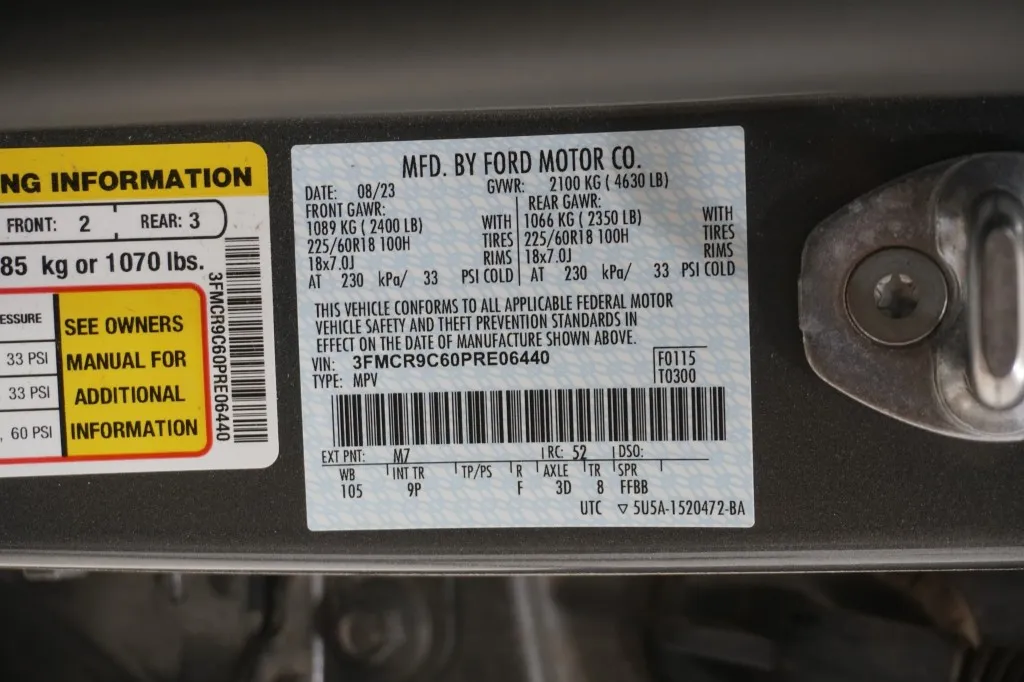 NG INFORMATION
FRONT: 2 REAR: 3
85 kg or 1070 lbs.
ESSURE
33 PSI
33 PSI
, 60 PSI
SEE OWNERS
MANUAL FOR
ADDITIONAL
INFORMATION
3FMCR9C60PRE06440
MFD. BY FORD MOTOR CO.
DATE: 08/23 GVWR: 2100 KG ( 4630 LB)
FRONT GAWR: REAR GAWR:
1089 KG ( 2400 LB) WITH 1066 KG ( 2350 LB) WITH
225/60R18 100H TIRES 225/60R18 100H TIRES
18x7.0J RIMS 18x7.0J RIMS
AT 230 kPa/ 33 PSI COLD AT 230 kPa/ 33 PSI COLD
THIS VEHICLE CONFORMS TO ALL APPLICABLE FEDERAL MOTOR
VEHICLE SAFETY AND THEFT PREVENTION STANDARDS IN
EFFECT ON THE DATE OF MANUFACTURE SHOWN ABOVE.
VIN: 3FMCR9C60PRE06440 F0115
TYPE: MPV T0300
EXT PNT: M7 RC: 52 DSO:
WB INT TR TP/PS R AXLE TR SPR
105 9P F 3D 8 FFBB
UTC ▽ 5U5A-1520472-BA